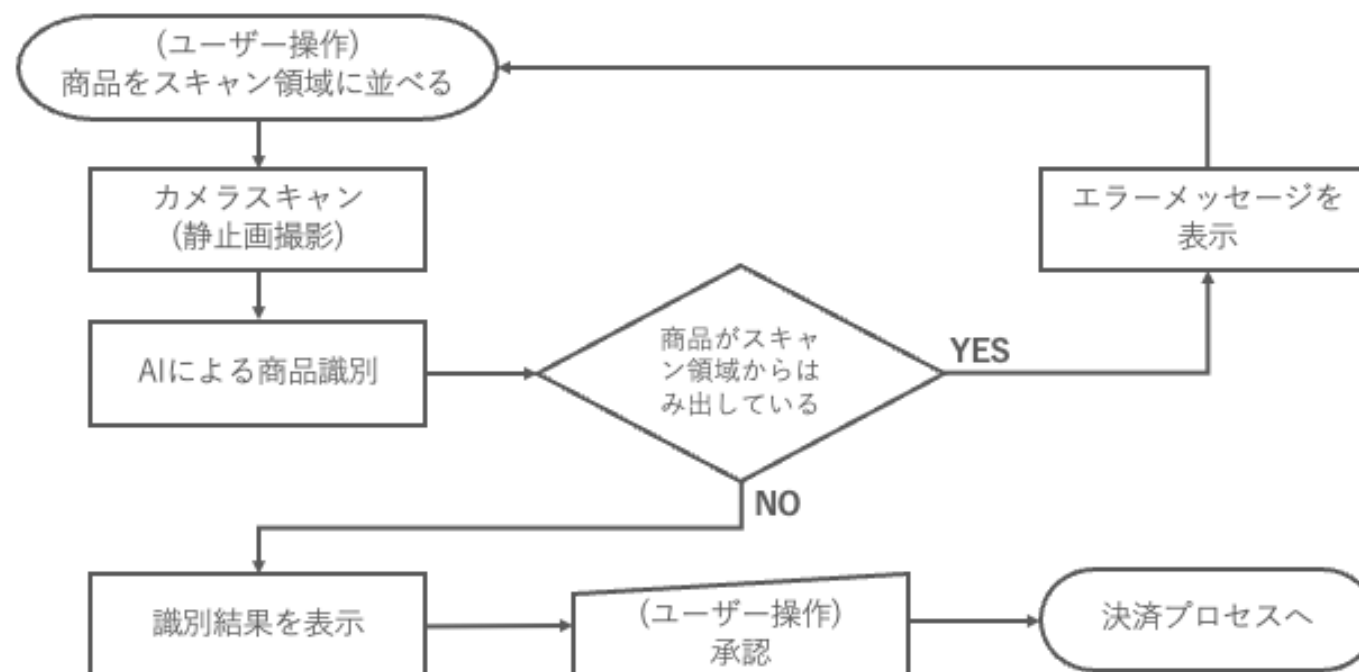 (ユーザー操作)
商品をスキャン領域に並べる
カメラスキャン
(静止画撮影)
エラーメッセージを
表示
AIによる商品識別
商品がスキャ
ン領域からは
み出している
YES
NO
識別結果を表示
(ユーザー操作)
承認
決済プロセスへ